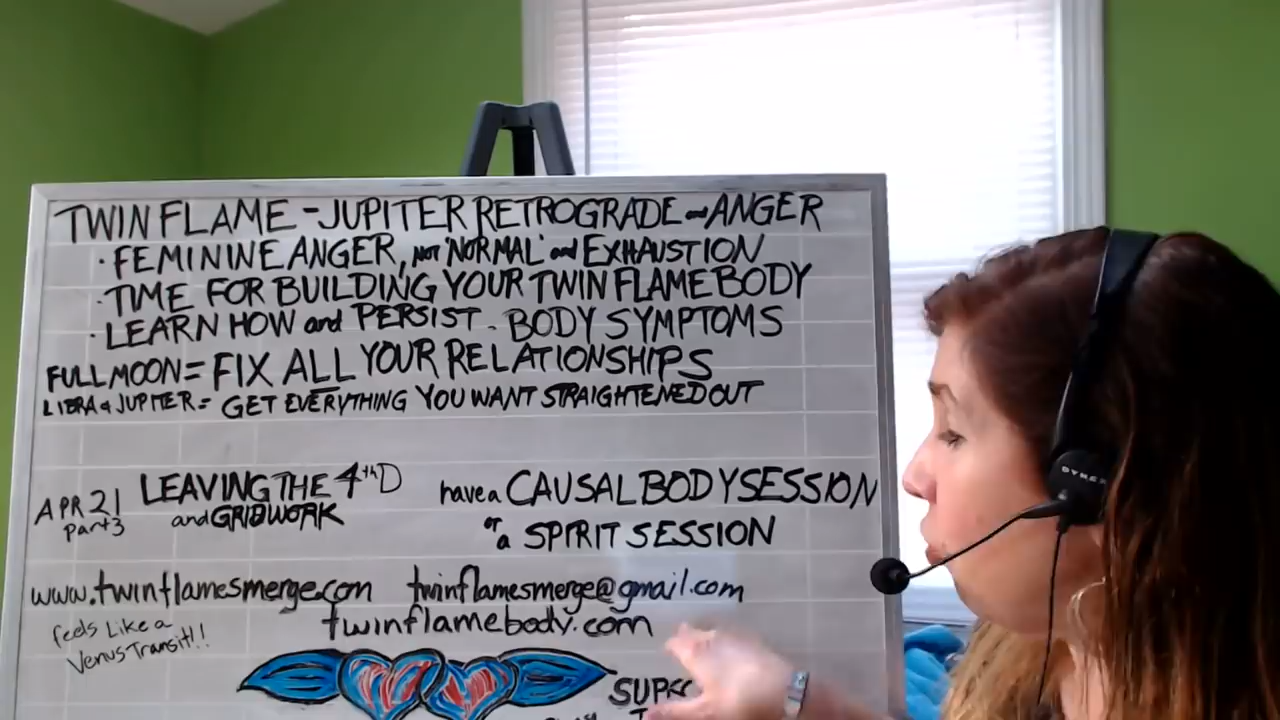 TWIN FLAME - JUPITER RETROGRADE - ANGER
· FEMININE ANGER, NOT 'NORMAL' and EXHAUSTION
· TIME FOR BUILDING YOUR TWIN FLAME BODY
· LEARN HOW and PERSIST - BODY SYMPTOMS
FULL MOON = FIX ALL YOUR RELATIONSHIPS
LIBRA & JUPITER = GET EVERYTHING YOU WANT STRAIGHTENED OUT
APR 21 LEAVING THE 4thD have a CAUSAL BODY SESSION
part 3 and GRIDWORK or a SPIRIT SESSION
www.twinflamesmerge.com twinflamesmerge@gmail.com
feels Like a twinflamebody.com
Venus Transit!!
DYNEX